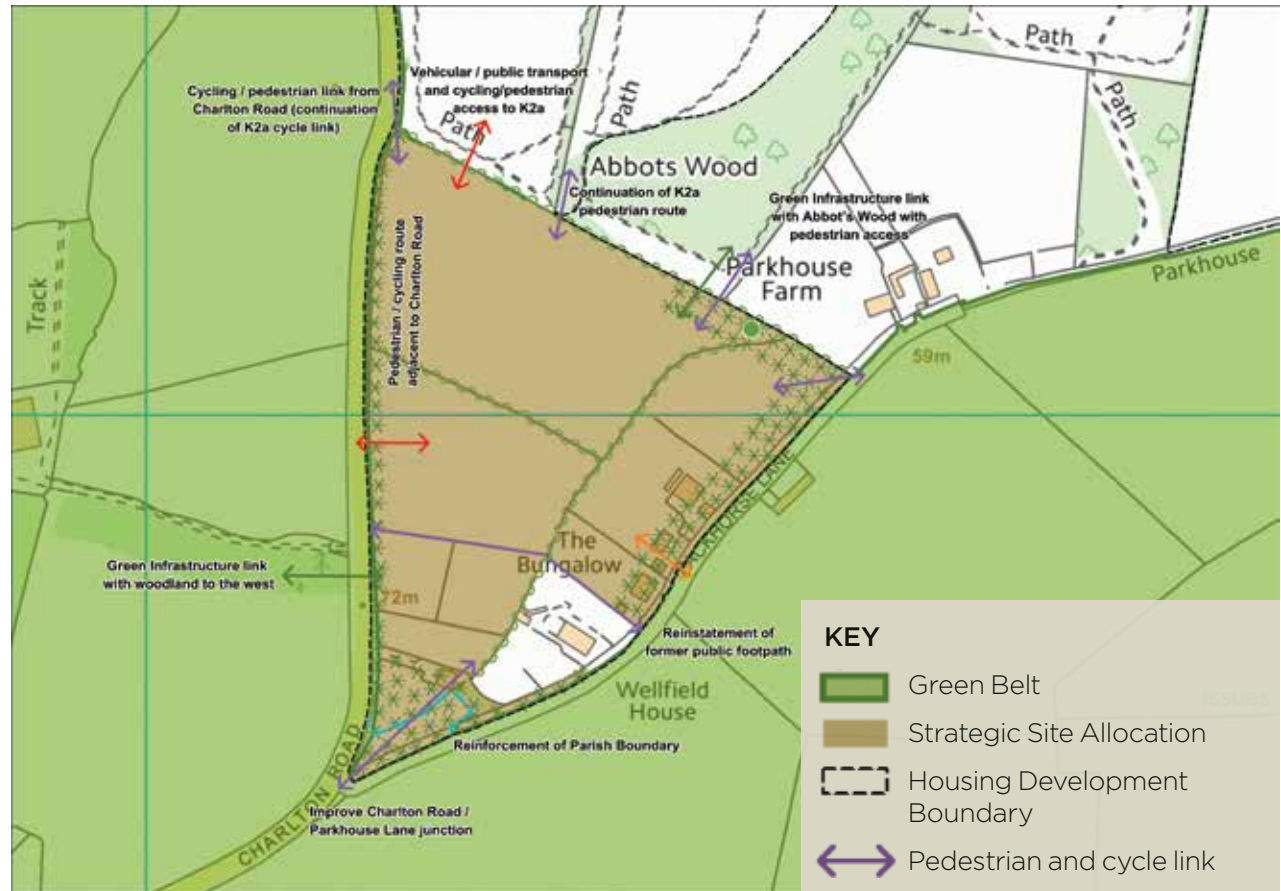 Path
Path
Path
Path
Cycling / pedestrian link from
Charlton Road (continuation
of K2a cycle link)
Vehicular / public transport
and cycling/pedestrian
access to K2a
Abbots Wood
Continuation of K2a
pedestrian route
Green Infrastructure link
with Abbot's Wood with
pedestrian access
Parkhouse
Farm
Parkhouse
Track
Pedestrian / cycling route
adjacent to Charlton Road
59m
The
Bungalow
Green Infrastructure link
with woodland to the west
72m
Reinstatement of
former public footpath
Wellfield
House
Reinforcement of Parish Boundary
CHARLTON ROAD
Improve Charlton Road /
Parkhouse Lane junction
LANE
Issues
KEY
Green Belt
Strategic Site Allocation
Housing Development
Boundary
Pedestrian and cycle link